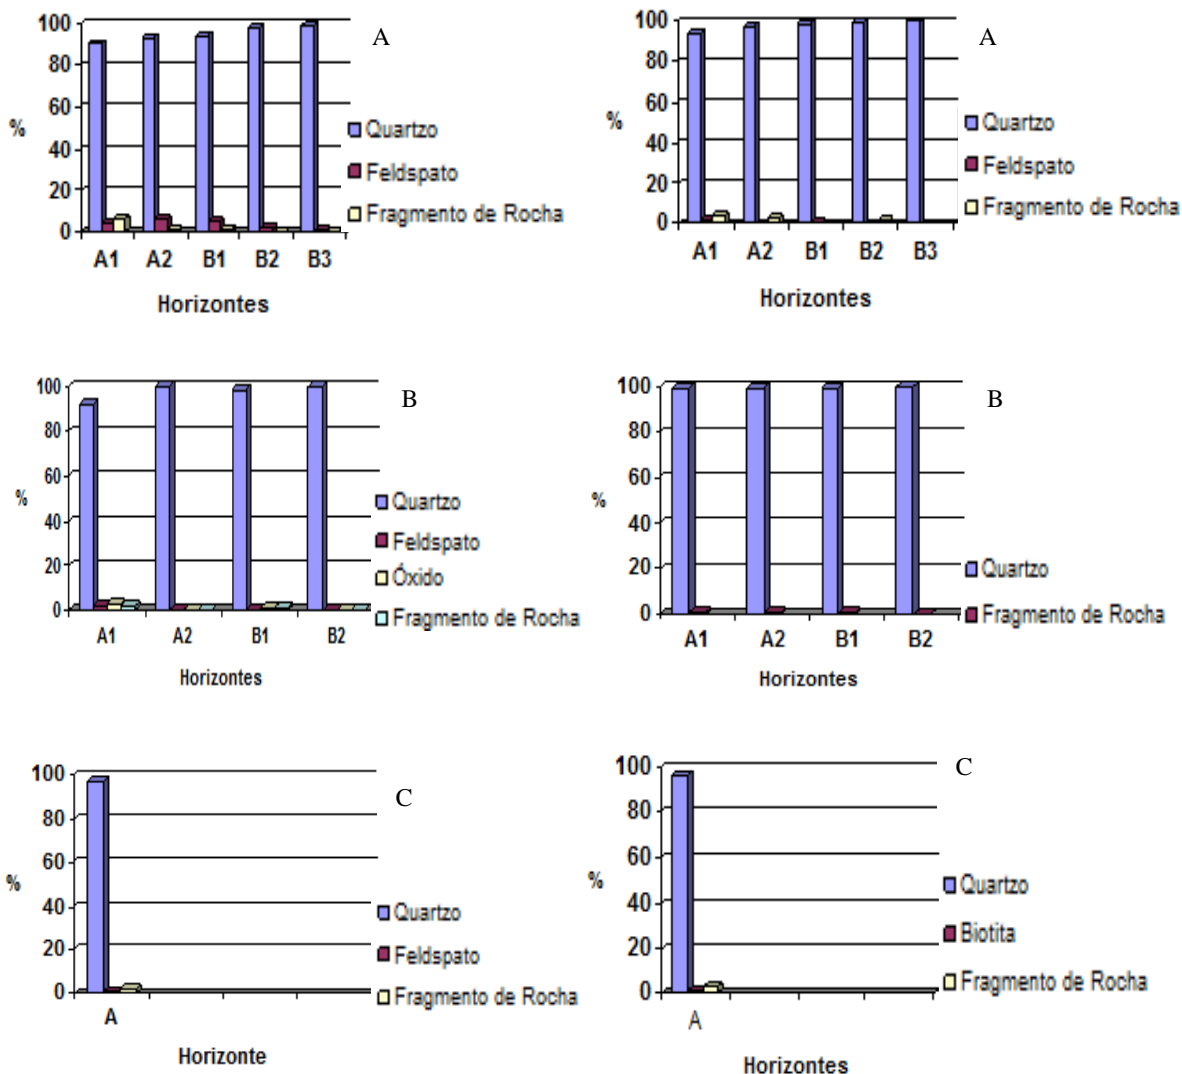 A
100
80
60
%
40
20
0
A1 A2 B1 B2 B3
Horizontes
Quartzo
Feldspato
Fragmento de Rocha
A
100
80
60
%
40
20
0
A1 A2 B1 B2 B3
Horizontes
Quartzo
Feldspato
Fragmento de Rocha
B
100
80
60
%
40
20
0
A1 A2 B1 B2
Horizontes
Quartzo
Feldspato
Óxido
Fragmento de Rocha
B
100
80
60
%
40
20
0
A1 A2 B1 B2
Horizontes
Quartzo
Fragmento de Rocha
C
100
80
60
%
40
20
0
A
Horizonte
Quartzo
Feldspato
Fragmento de Rocha
C
100
80
60
%
40
20
0
A
Horizontes
Quartzo
Biotita
Fragmento de Rocha